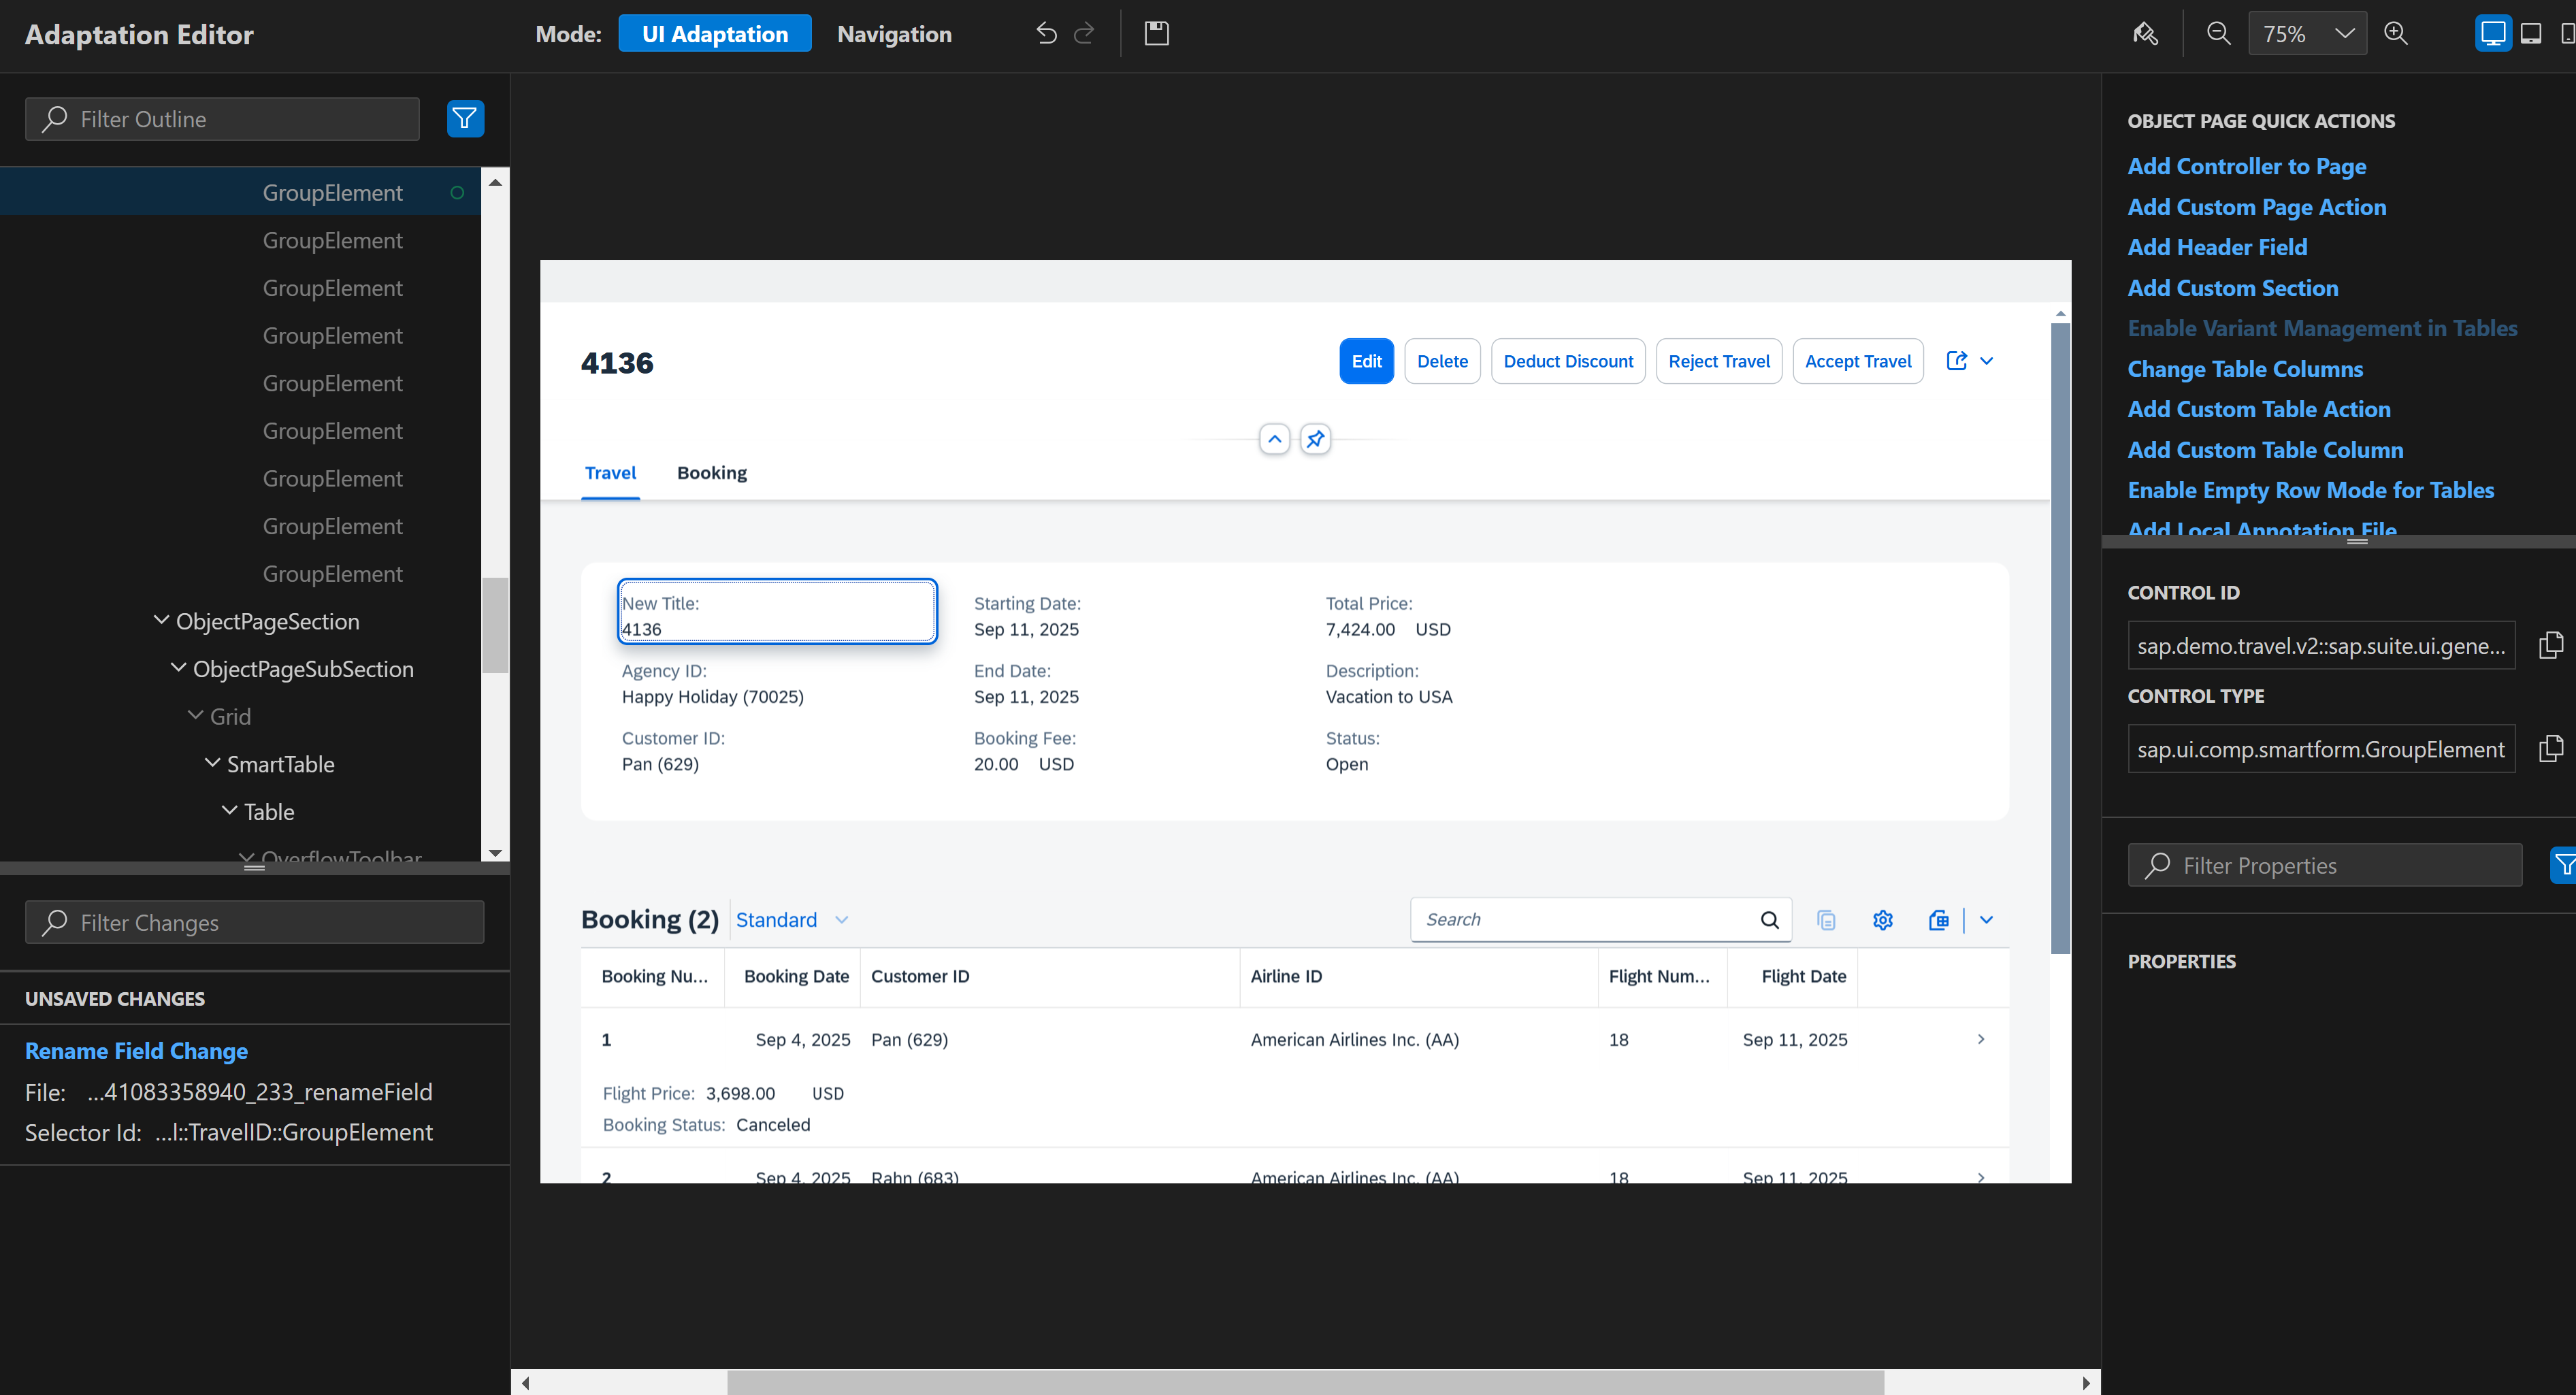 Adaptation Editor
Mode: UI Adaptation Navigation
75%
Filter Outline
GroupElement
GroupElement
GroupElement
GroupElement
GroupElement
GroupElement
GroupElement
GroupElement
GroupElement
ObjectPageSection
ObjectPageSubSection
Grid
SmartTable
Table
OverflowToolbar
Filter Changes
UNSAVED CHANGES
Rename Field Change
File: ...41083358940_233_renameField
Selector Id: ...l::TravelID::GroupElement
4136
Edit Delete Deduct Discount Reject Travel Accept Travel
Travel Booking
New Title:
4136
Agency ID:
Happy Holiday (70025)
Customer ID:
Pan (629)
Starting Date:
Sep 11, 2025
End Date:
Sep 11, 2025
Booking Fee:
20.00 USD
Total Price:
7,424.00 USD
Description:
Vacation to USA
Status:
Open
Booking (2) Standard Search
Booking Nu... Booking Date Customer ID Airline ID Flight Num... Flight Date
1 Sep 4, 2025 Pan (629) American Airlines Inc. (AA) 18 Sep 11, 2025
Flight Price: 3,698.00 USD
Booking Status: Canceled
2 Sep 4, 2025 Rahn (683) American Airlines Inc. (AA) 18 Sep 11, 2025
OBJECT PAGE QUICK ACTIONS
Add Controller to Page
Add Custom Page Action
Add Header Field
Add Custom Section
Enable Variant Management in Tables
Change Table Columns
Add Custom Table Action
Add Custom Table Column
Enable Empty Row Mode for Tables
Add Local Annotation File
CONTROL ID
sap.demo.travel.v2::sap.suite.ui.gene...
CONTROL TYPE
sap.ui.comp.smartform.GroupElement
Filter Properties
PROPERTIES